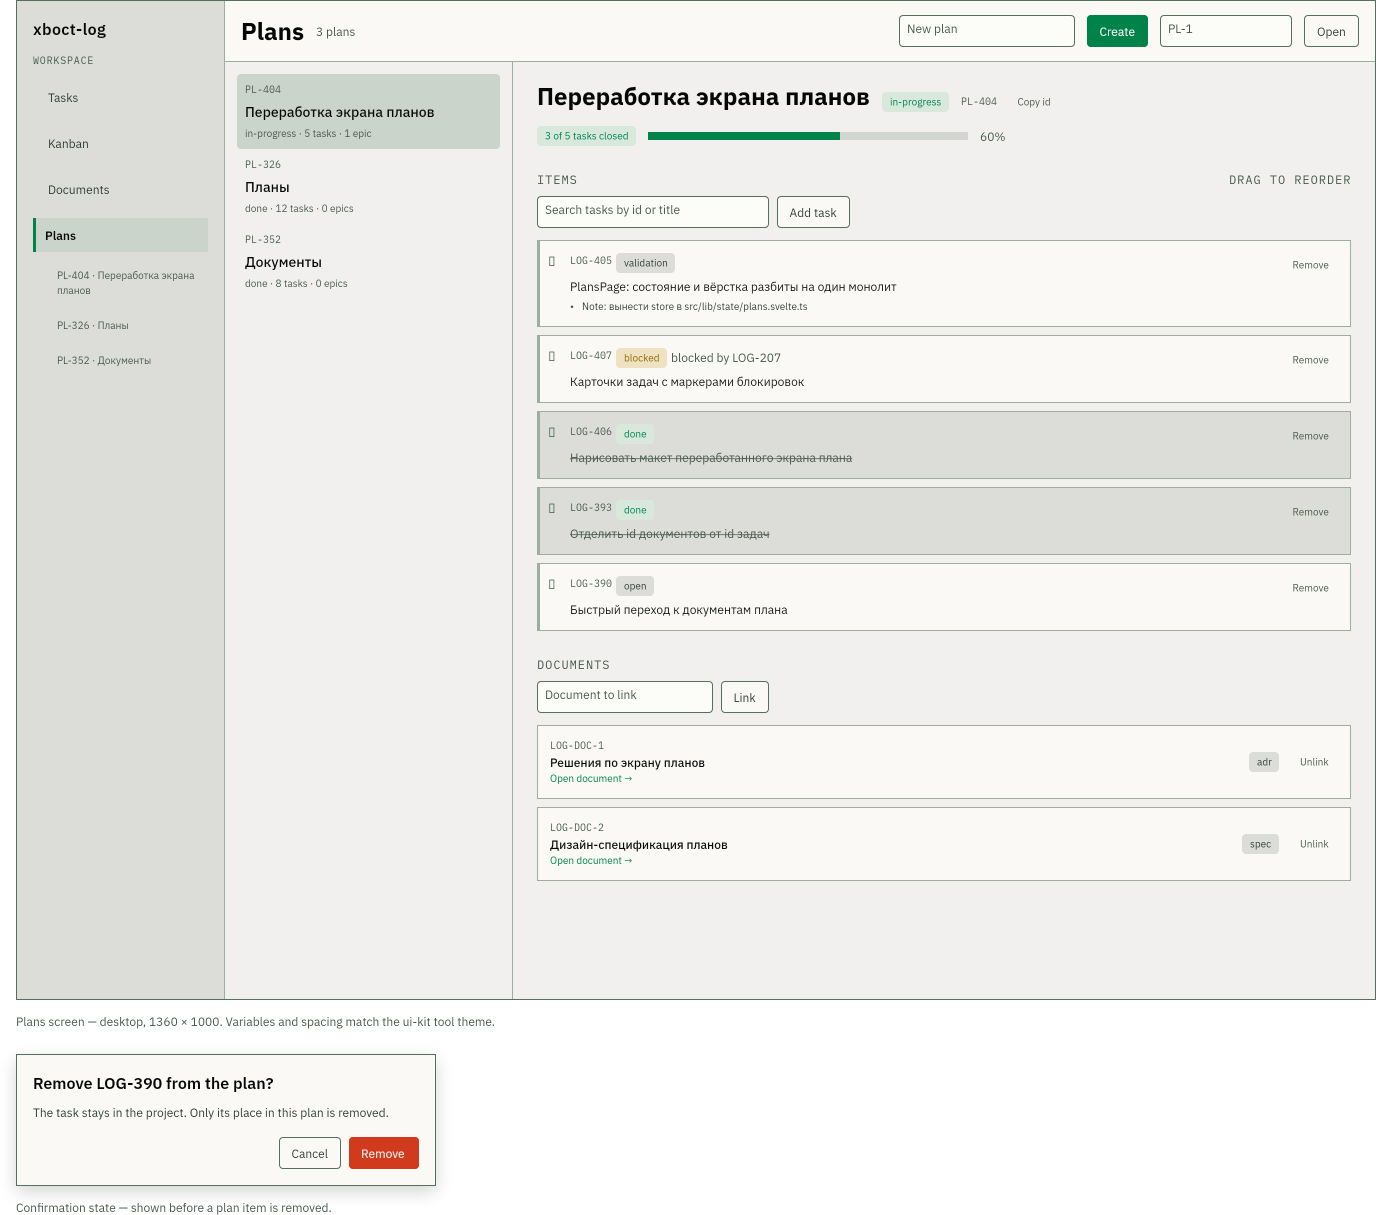 xboct-log
WORKSPACE
Tasks
Kanban
Documents
Plans
PL-404 · Переработка экрана
планов
PL-326 · Планы
PL-352 · Документы
Plans 3 plans New plan Create PL-1 Open
PL-404
Переработка экрана планов
in-progress · 5 tasks · 1 epic
PL-326
Планы
done · 12 tasks · 0 epics
PL-352
Документы
done · 8 tasks · 0 epics
Переработка экрана планов in-progress PL-404 Copy id
3 of 5 tasks closed 60%
ITEMS DRAG TO REORDER
Search tasks by id or title Add task
LOG-405 validation Remove
PlansPage: состояние и вёрстка разбиты на один монолит
• Note: вынести store в src/lib/state/plans.svelte.ts
LOG-407 blocked blocked by LOG-207 Remove
Карточки задач с маркерами блокировок
LOG-406 done Remove
Нарисовать макет переработанного экрана плана
LOG-393 done Remove
Отделить id документов от id задач
LOG-390 open Remove
Быстрый переход к документам плана
DOCUMENTS
Document to link Link
LOG-DOC-1
Решения по экрану планов adr Unlink
Open document →
LOG-DOC-2
Дизайн-спецификация планов spec Unlink
Open document →
Plans screen — desktop, 1360 × 1000. Variables and spacing match the ui-kit tool theme.
Remove LOG-390 from the plan?
The task stays in the project. Only its place in this plan is removed.
Cancel Remove
Confirmation state — shown before a plan item is removed.